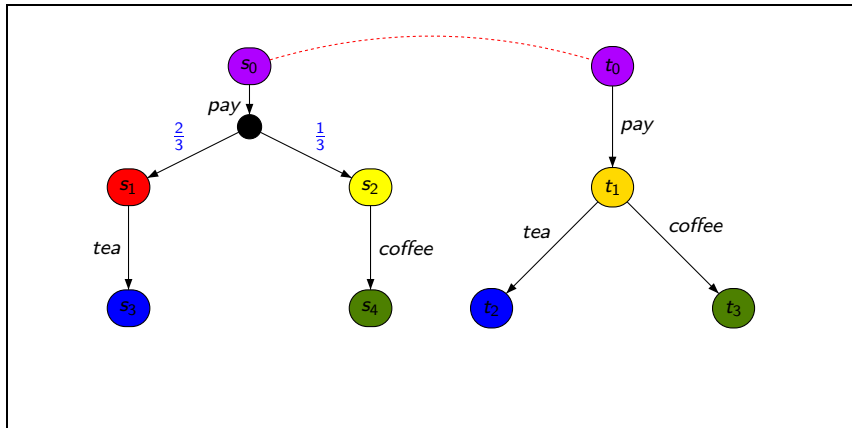 s0 t0
pay
2/3 1/3 pay
s1 s2 t1
tea coffee tea coffee
s3 s4 t2 t3